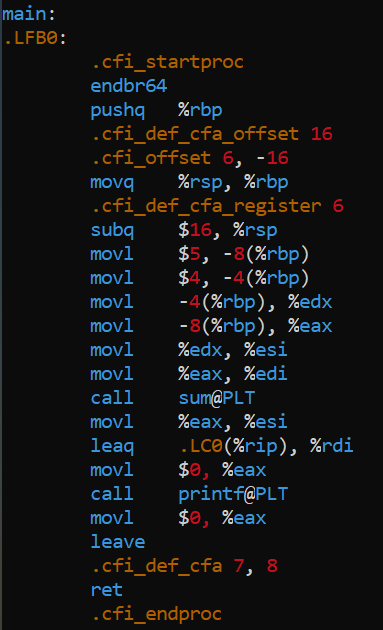 main:
.LFB0:
.cfi_startproc
endbr64
pushq %rbp
.cfi_def_cfa_offset 16
.cfi_offset 6, -16
movq %rsp, %rbp
.cfi_def_cfa_register 6
subq $16, %rsp
movl $5, -8(%rbp)
movl $4, -4(%rbp)
movl -4(%rbp), %edx
movl -8(%rbp), %eax
movl %edx, %esi
movl %eax, %edi
call sum@PLT
movl %eax, %esi
leaq .LC0(%rip), %rdi
movl $0, %eax
call printf@PLT
movl $0, %eax
leave
.cfi_def_cfa 7, 8
ret
.cfi_endproc